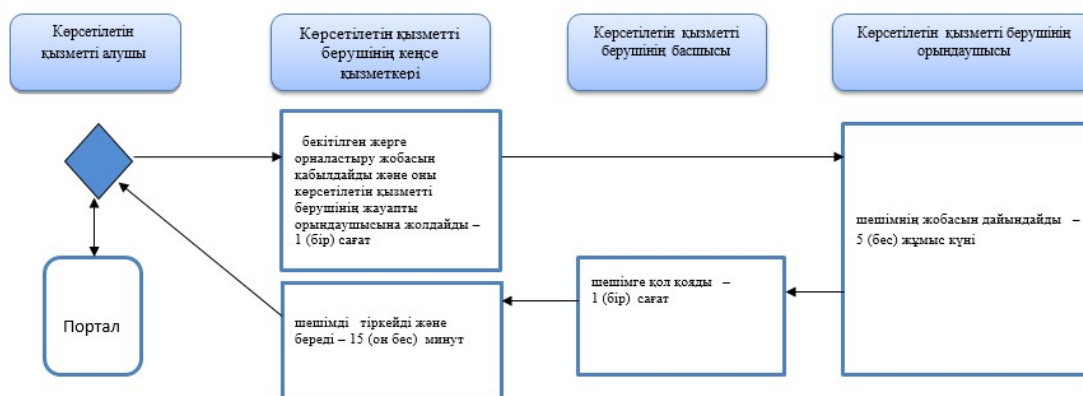 Көрсетілетін
қызметті алушы
Көрсетілетін қызметті
берушінің кеңсе
қызметкері
Көрсетілетін қызметті
берушінің басшысы
Көрсетілетін қызметті берушінің
орындаушысы
бекітілген жерге
орналастыру жобасын
қабылдайды және оны
көрсетілетін қызметті
берушінің жауапты
орындаушысына жолдайды –
1 (бір) сағат
шешімнің жобасын дайындайды –
5 (бес) жұмыс күні
шешімге қол қояды –
1 (бір) сағат
шешімді тіркейді және
береді – 15 (он бес) минут
Портал